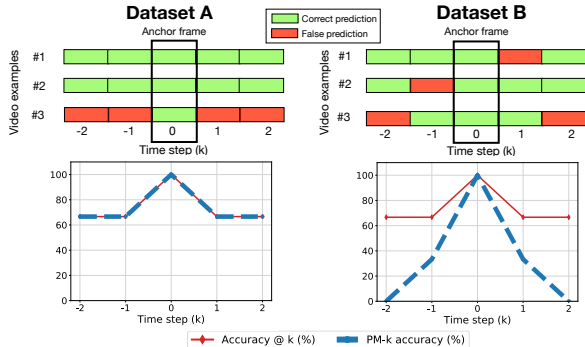 Dataset A
Correct prediction
False prediction
Dataset B
Anchor frame
Anchor frame
Video examples
#1
#2
#3
-2 -1 0 1 2
Time step (k)
Video examples
#1
#2
#3
-2 -1 0 1 2
Time step (k)
100
80
60
40
20
0
-2 -1 0 1 2
Time step (k)
100
80
60
40
20
0
-2 -1 0 1 2
Time step (k)
Accuracy @ k (%)
PM-k accuracy (%)